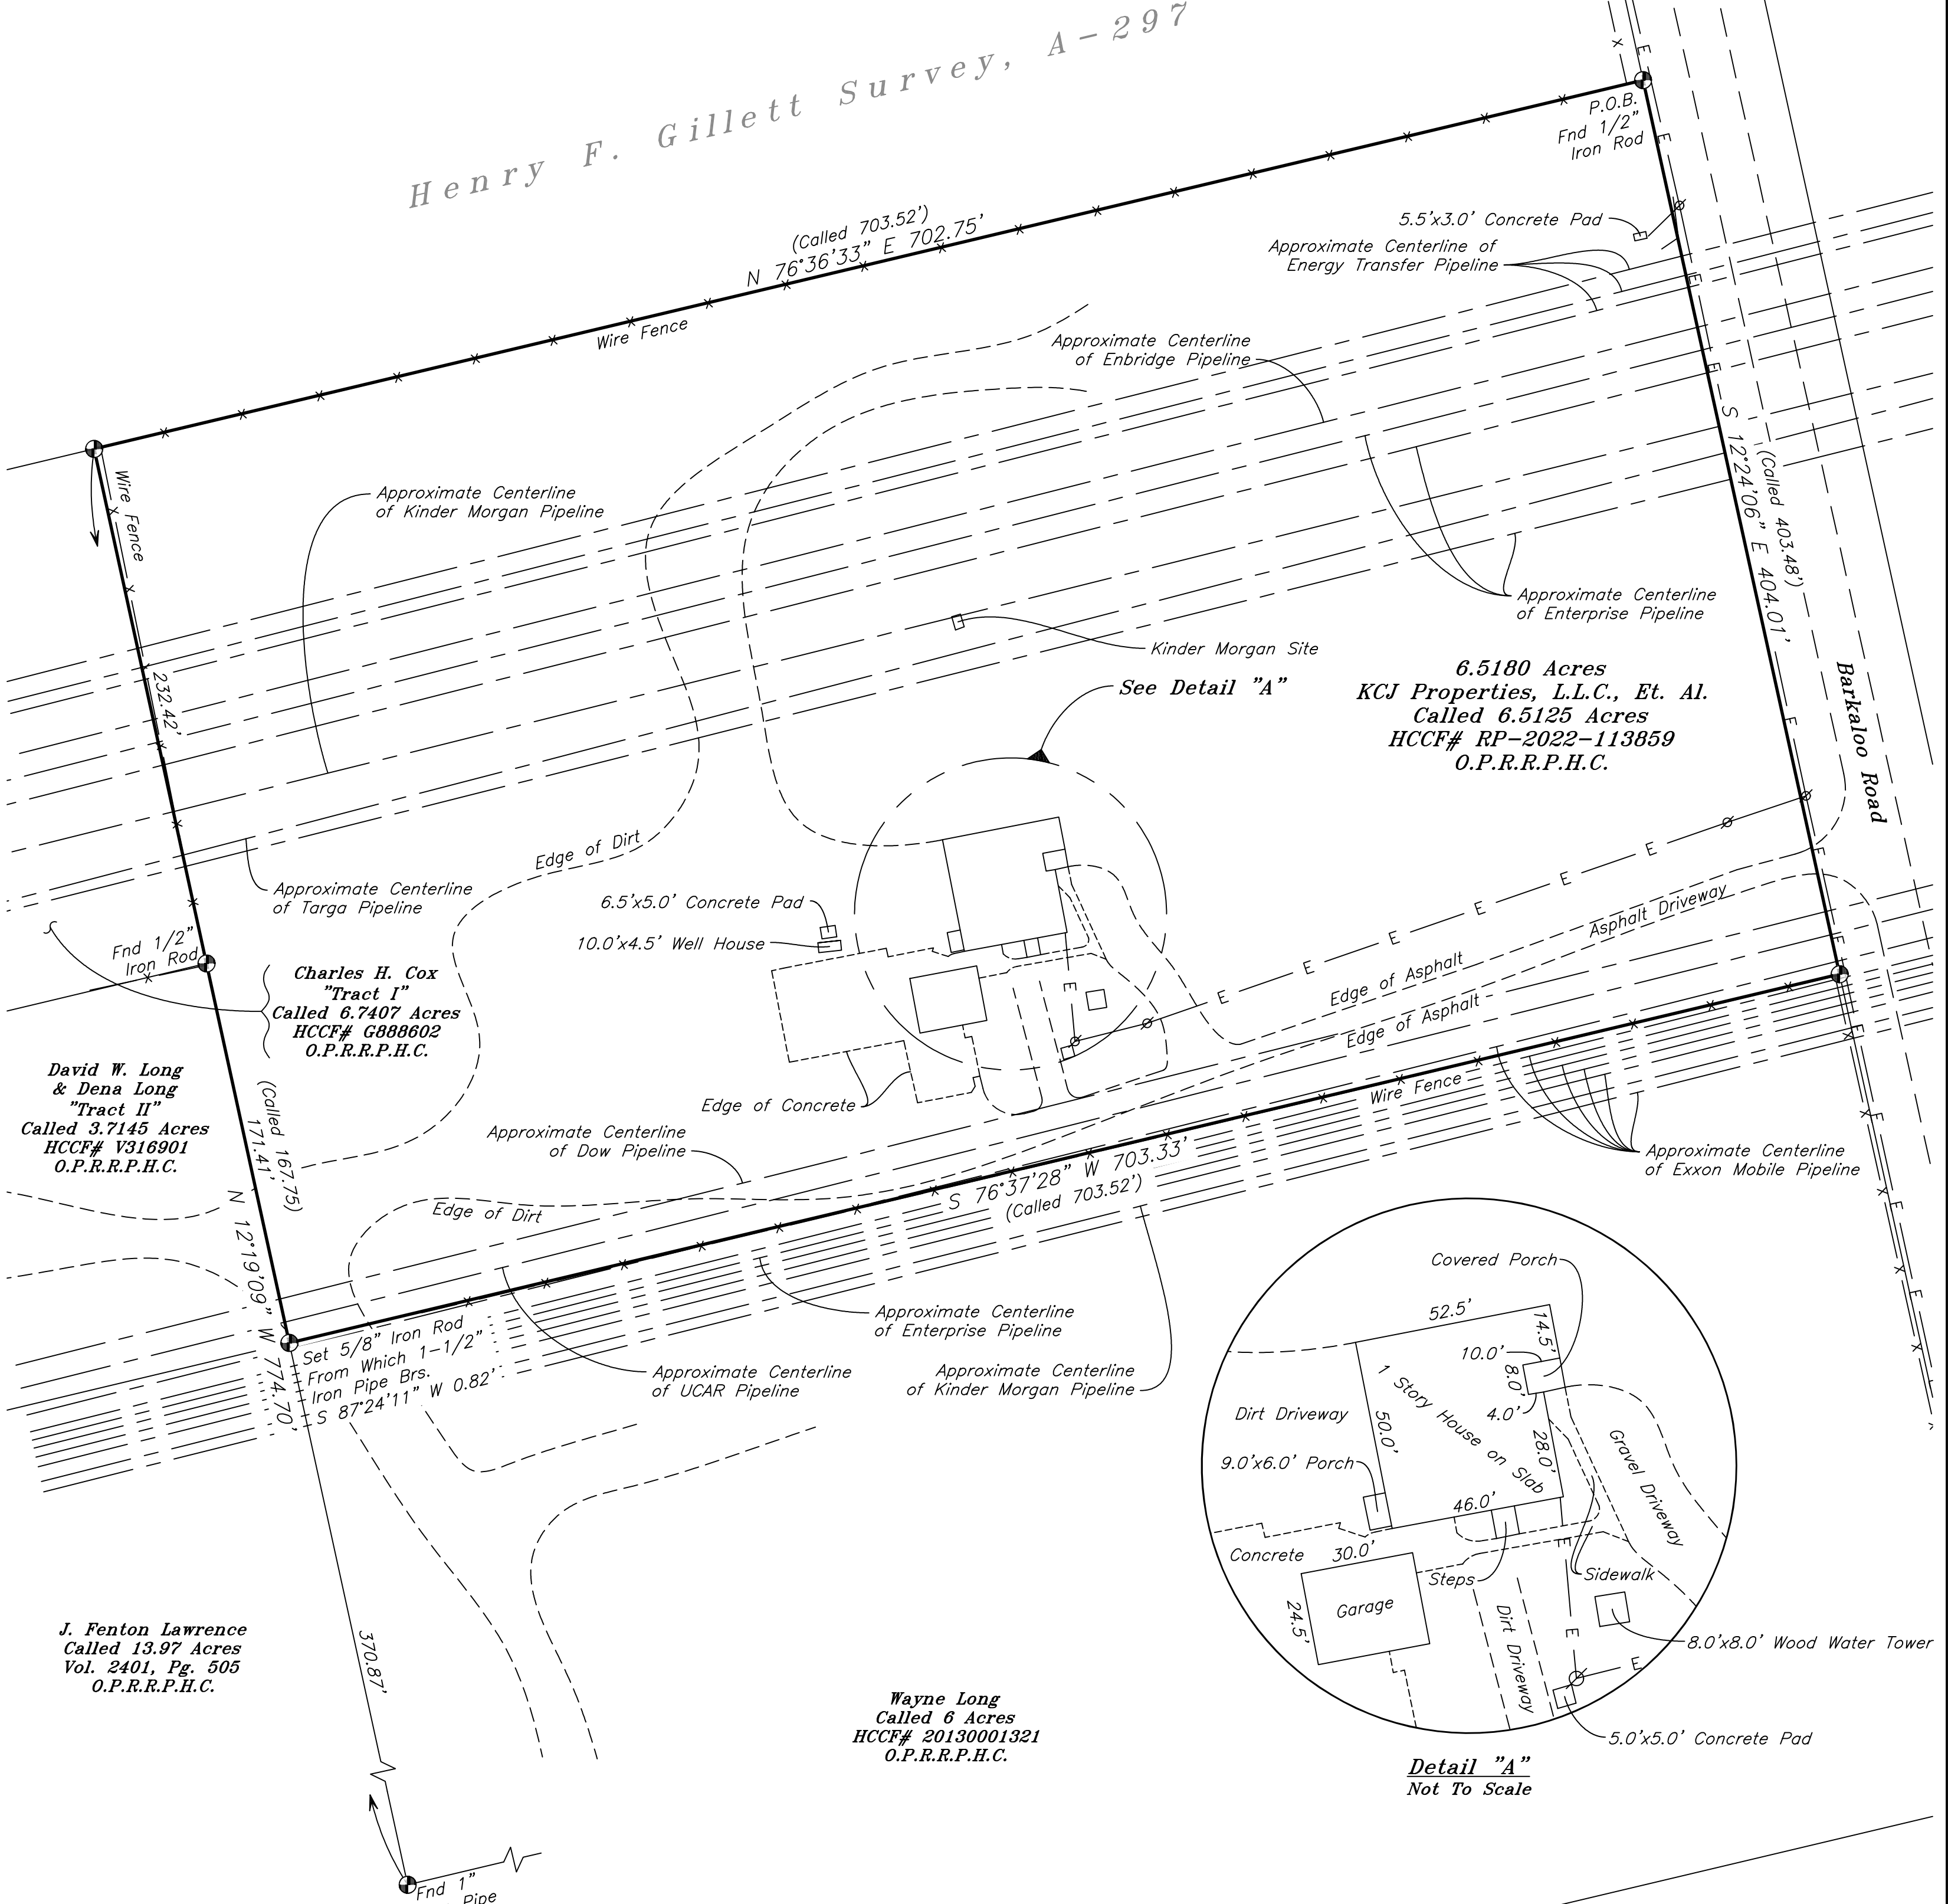 Henry F. Gillett Survey, A-297
P.O.B.
Fnd 1/2"
Iron Rod
(Called 703.52')
N 76°36'33" E 702.75'
Wire Fence
5.5'x3.0' Concrete Pad
Approximate Centerline of
Energy Transfer Pipeline
Approximate Centerline
of Enbridge Pipeline
Wire Fence
Approximate Centerline
of Kinder Morgan Pipeline
(Called 403.48')
S 12°24'06" E 404.01'
Approximate Centerline
of Enterprise Pipeline
Kinder Morgan Site
See Detail "A"
6.5180 Acres
KCJ Properties, L.L.C., Et. Al.
Called 6.5125 Acres
HCCF# RP-2022-113859
O.P.R.R.P.H.C.
Barkaloo Road
232.42'
Edge of Dirt
Approximate Centerline
of Targa Pipeline
6.5'x5.0' Concrete Pad
10.0'x4.5' Well House
Asphalt Driveway
Edge of Asphalt
Edge of Asphalt
Fnd 1/2"
Iron Rod
Charles H. Cox
"Tract I"
Called 6.7407 Acres
HCCF# G888602
O.P.R.R.P.H.C.
David W. Long
& Dena Long
"Tract II"
Called 3.7145 Acres
HCCF# V316901
O.P.R.R.P.H.C.
(Called 167.75)
171.41'
Edge of Concrete
Wire Fence
Approximate Centerline
of Dow Pipeline
Approximate Centerline
of Exxon Mobile Pipeline
S 76°37'28" W 703.33'
(Called 703.52')
Edge of Dirt
N 12°19'09" W 774.70'
Set 5/8" Iron Rod
From Which 1-1/2"
Iron Pipe Brs.
S 87°24'11" W 0.82'
Approximate Centerline
of Enterprise Pipeline
Approximate Centerline
of UCAR Pipeline
Approximate Centerline
of Kinder Morgan Pipeline
Covered Porch
52.5'
14.5'
10.0'
8.0'
4.0'
1 Story House on Slab
Dirt Driveway
50.0'
28.0'
Gravel Driveway
9.0'x6.0' Porch
46.0'
Concrete
30.0'
Steps
Sidewalk
Garage
24.5'
Dirt Driveway
8.0'x8.0' Wood Water Tower
5.0'x5.0' Concrete Pad
Detail "A"
Not To Scale
J. Fenton Lawrence
Called 13.97 Acres
Vol. 2401, Pg. 505
O.P.R.R.P.H.C.
370.87'
Wayne Long
Called 6 Acres
HCCF# 20130001321
O.P.R.R.P.H.C.
Fnd 1"
Pipe